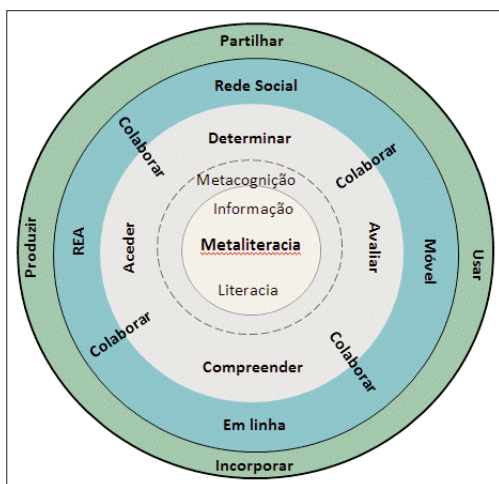 Partilhar
Rede Social
Colaborar
Determinar
Colaborar
Metacognição
Informação
Produzir
REA
Aceder
Metaliteracia
Avaliar
Móvel
Usar
Literacia
Colaborar
Compreender
Colaborar
Em linha
Incorporar